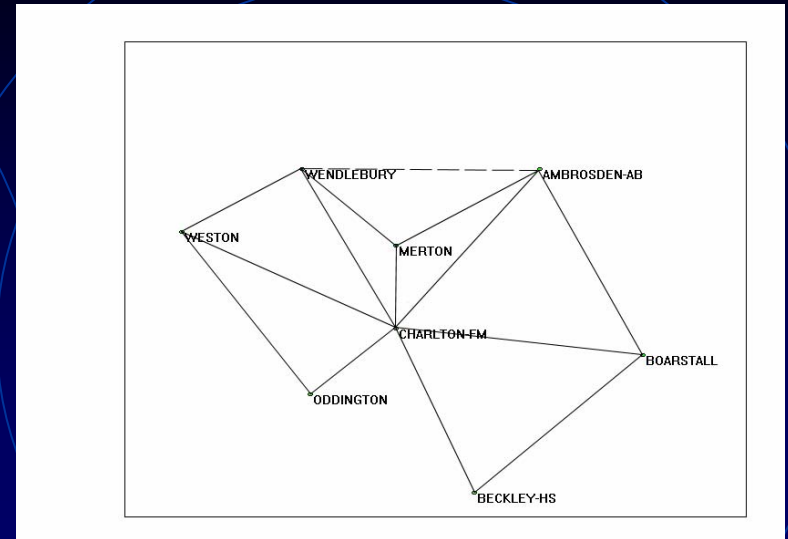 WENDLEBURY
AMBROSDEN-AB
WESTON
MERTON
CHARLTON-FM
BOARSTALL
ODDINGTON
BECKLEY-HS